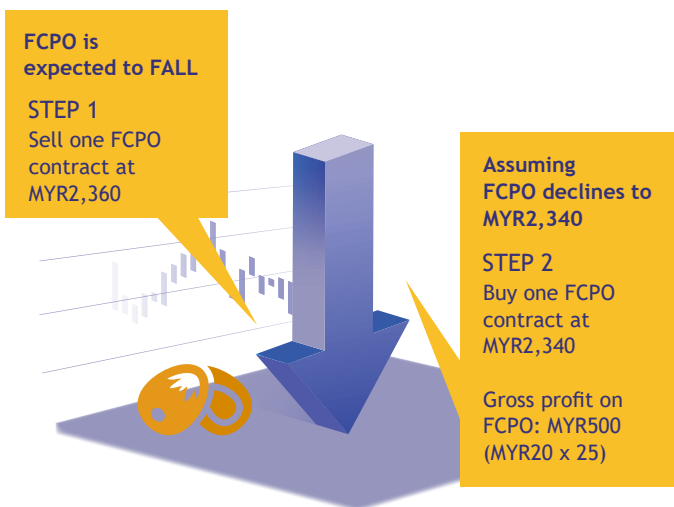 FCPO is
expected to FALL
STEP 1
Sell one FCPO
contract at
MYR2,360
Assuming
FCPO declines to
MYR2,340
STEP 2
Buy one FCPO
contract at
MYR2,340
Gross profit on
FCPO: MYR500
(MYR20 x 25)